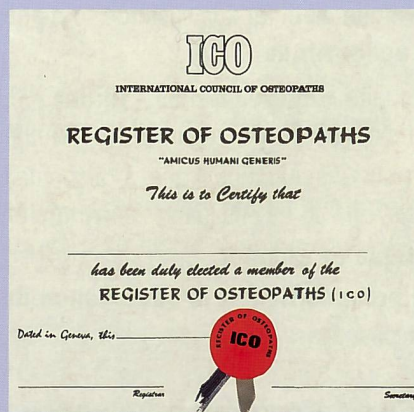 ICO
INTERNATIONAL COUNCIL OF OSTEOPATHS
REGISTER OF OSTEOPATHS
"AMICUS HUMANI GENERIS"
This is to Certify that
has been duly elected a member of the
REGISTER OF OSTEOPATHS (ICO)
Dated in Geneva, this
REGISTER OF OSTEOPATHS
ICO
Registrar
Secretary